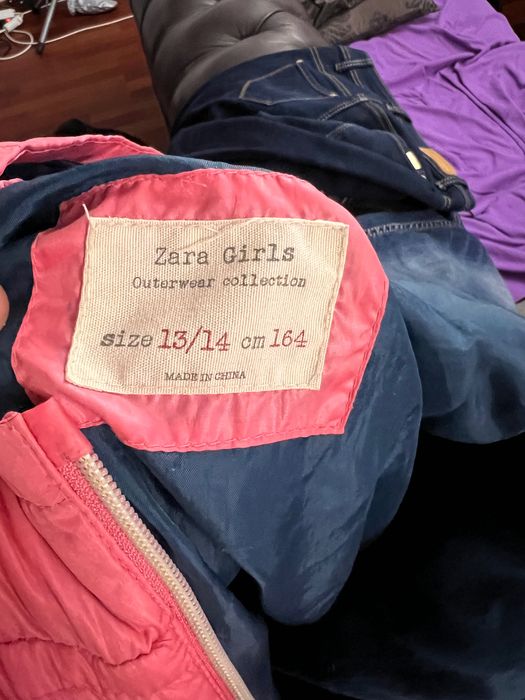 Zara Girls
Outerwear collection
size 13/14 cm 164
MADE IN CHINA